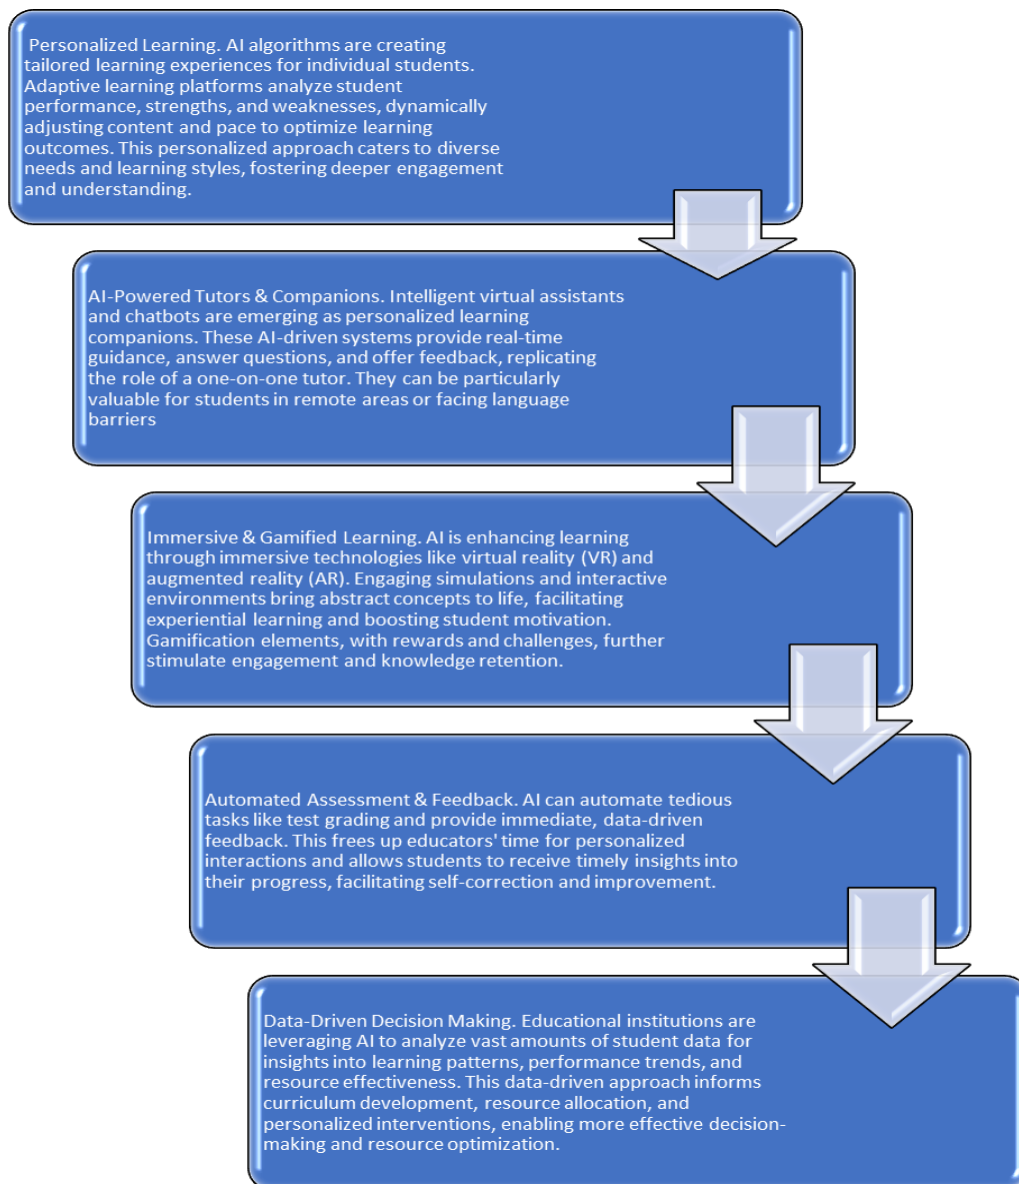 Personalized Learning. AI algorithms are creating
tailored learning experiences for individual students.
Adaptive learning platforms analyze student
performance, strengths, and weaknesses, dynamically
adjusting content and pace to optimize learning
outcomes. This personalized approach caters to diverse
needs and learning styles, fostering deeper engagement
and understanding.
AI-Powered Tutors & Companions. Intelligent virtual assistants
and chatbots are emerging as personalized learning
companions. These AI-driven systems provide real-time
guidance, answer questions, and offer feedback, replicating
the role of a one-on-one tutor. They can be particularly
valuable for students in remote areas or facing language
barriers
Immersive & Gamified Learning. AI is enhancing learning
through immersive technologies like virtual reality (VR) and
augmented reality (AR). Engaging simulations and interactive
environments bring abstract concepts to life, facilitating
experiential learning and boosting student motivation.
Gamification elements, with rewards and challenges, further
stimulate engagement and knowledge retention.
Automated Assessment & Feedback. AI can automate tedious
tasks like test grading and provide immediate, data-driven
feedback. This frees up educators' time for personalized
interactions and allows students to receive timely insights into
their progress, facilitating self-correction and improvement.
Data-Driven Decision Making. Educational institutions are
leveraging AI to analyze vast amounts of student data for
insights into learning patterns, performance trends, and
resource effectiveness. This data-driven approach informs
curriculum development, resource allocation, and
personalized interventions, enabling more effective decision-
making and resource optimization.